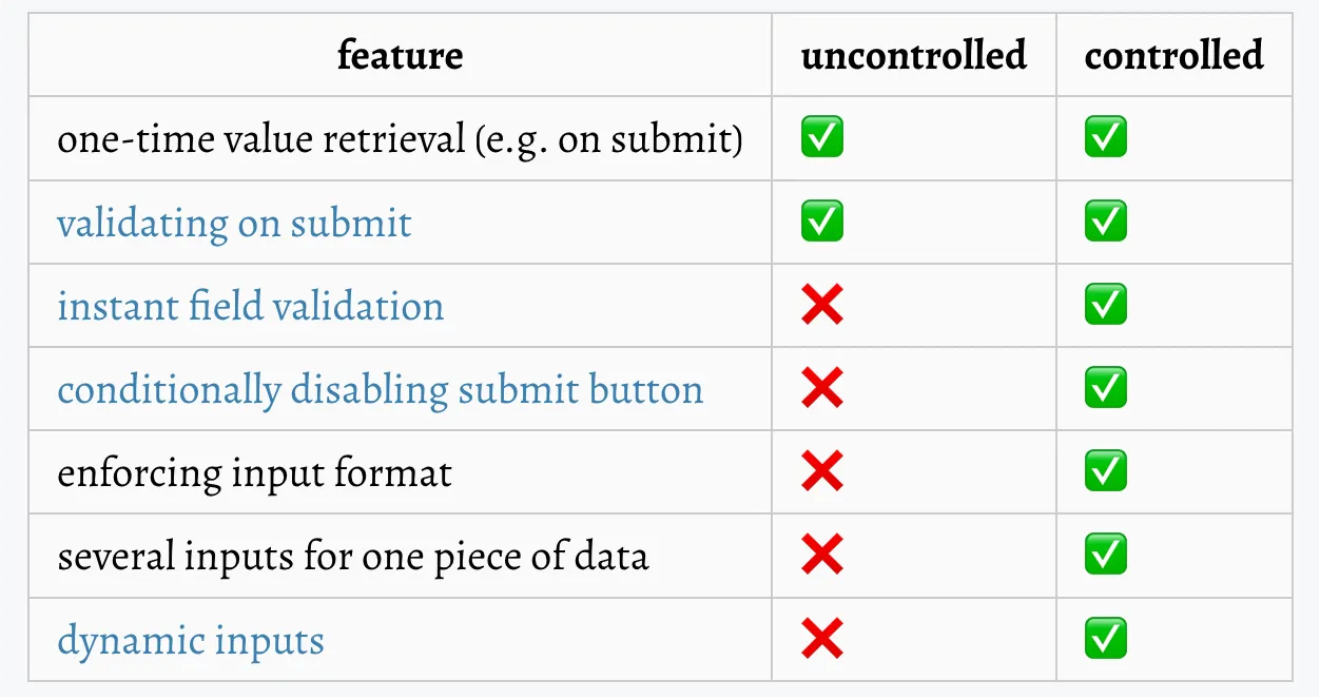 feature uncontrolled controlled
one-time value retrieval (e.g. on submit) ✅ ✅
validating on submit ✅ ✅
instant field validation ❌ ✅
conditionally disabling submit button ❌ ✅
enforcing input format ❌ ✅
several inputs for one piece of data ❌ ✅
dynamic inputs ❌ ✅